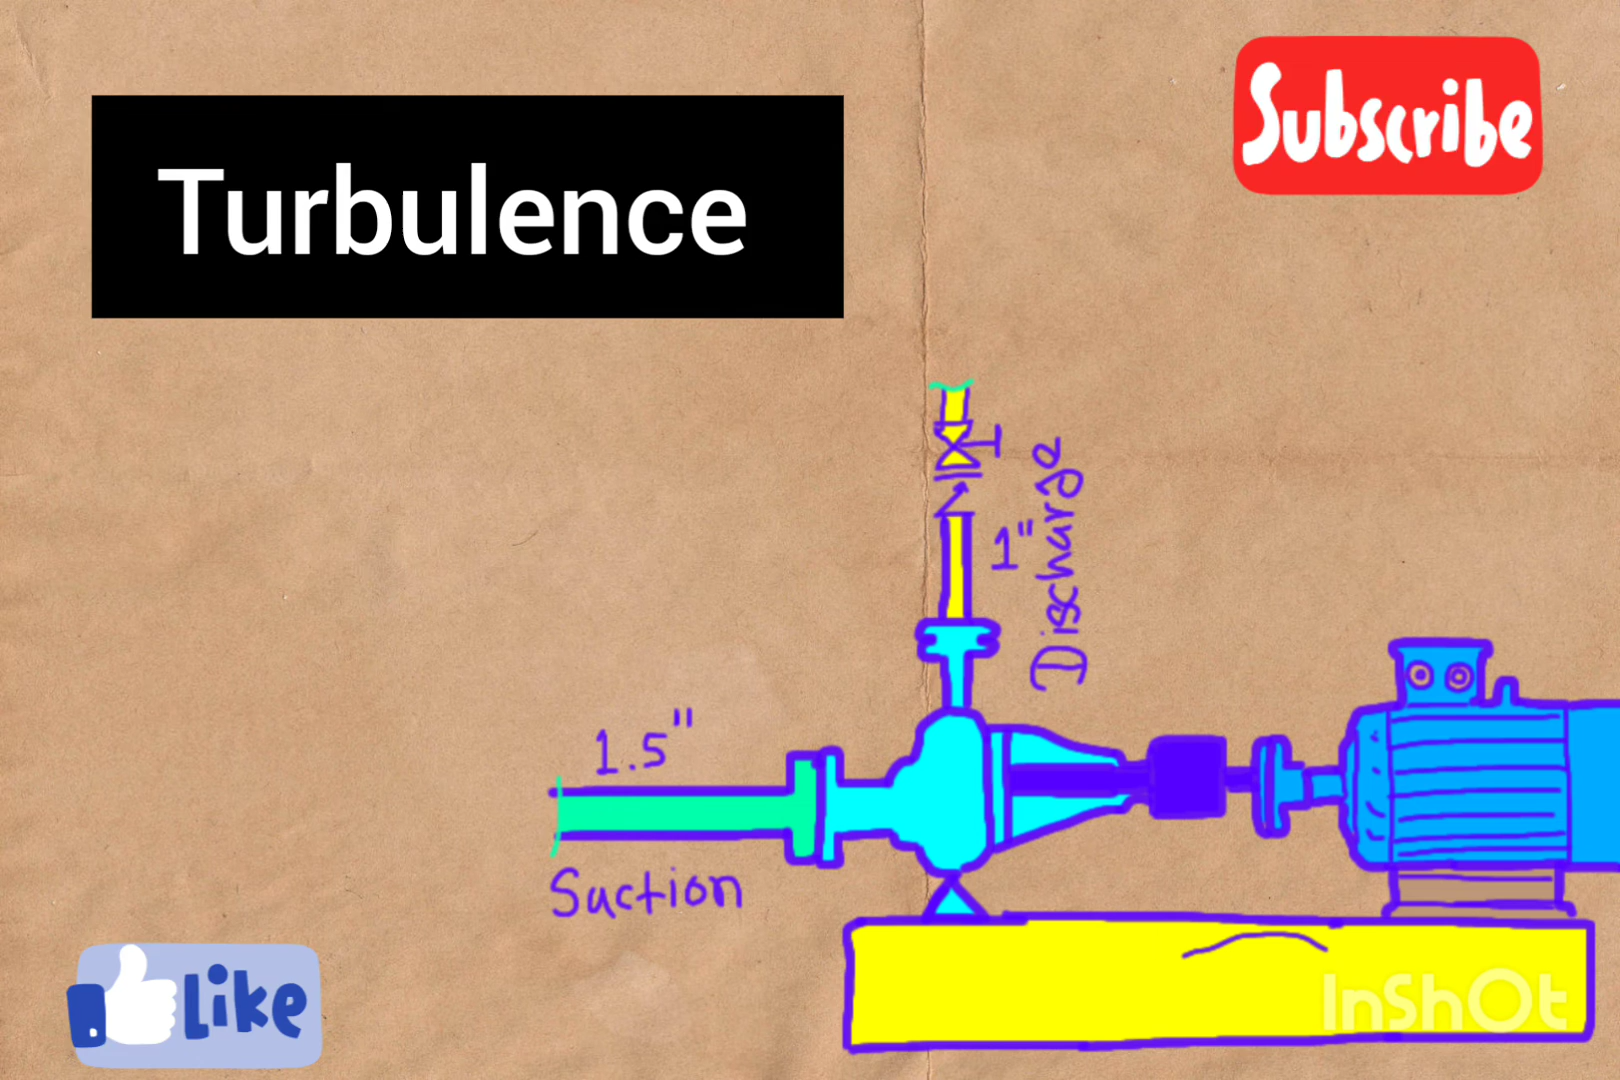 Turbulence
Subscribe
1"
Discharge
1.5"
Suction
Like
InShOt